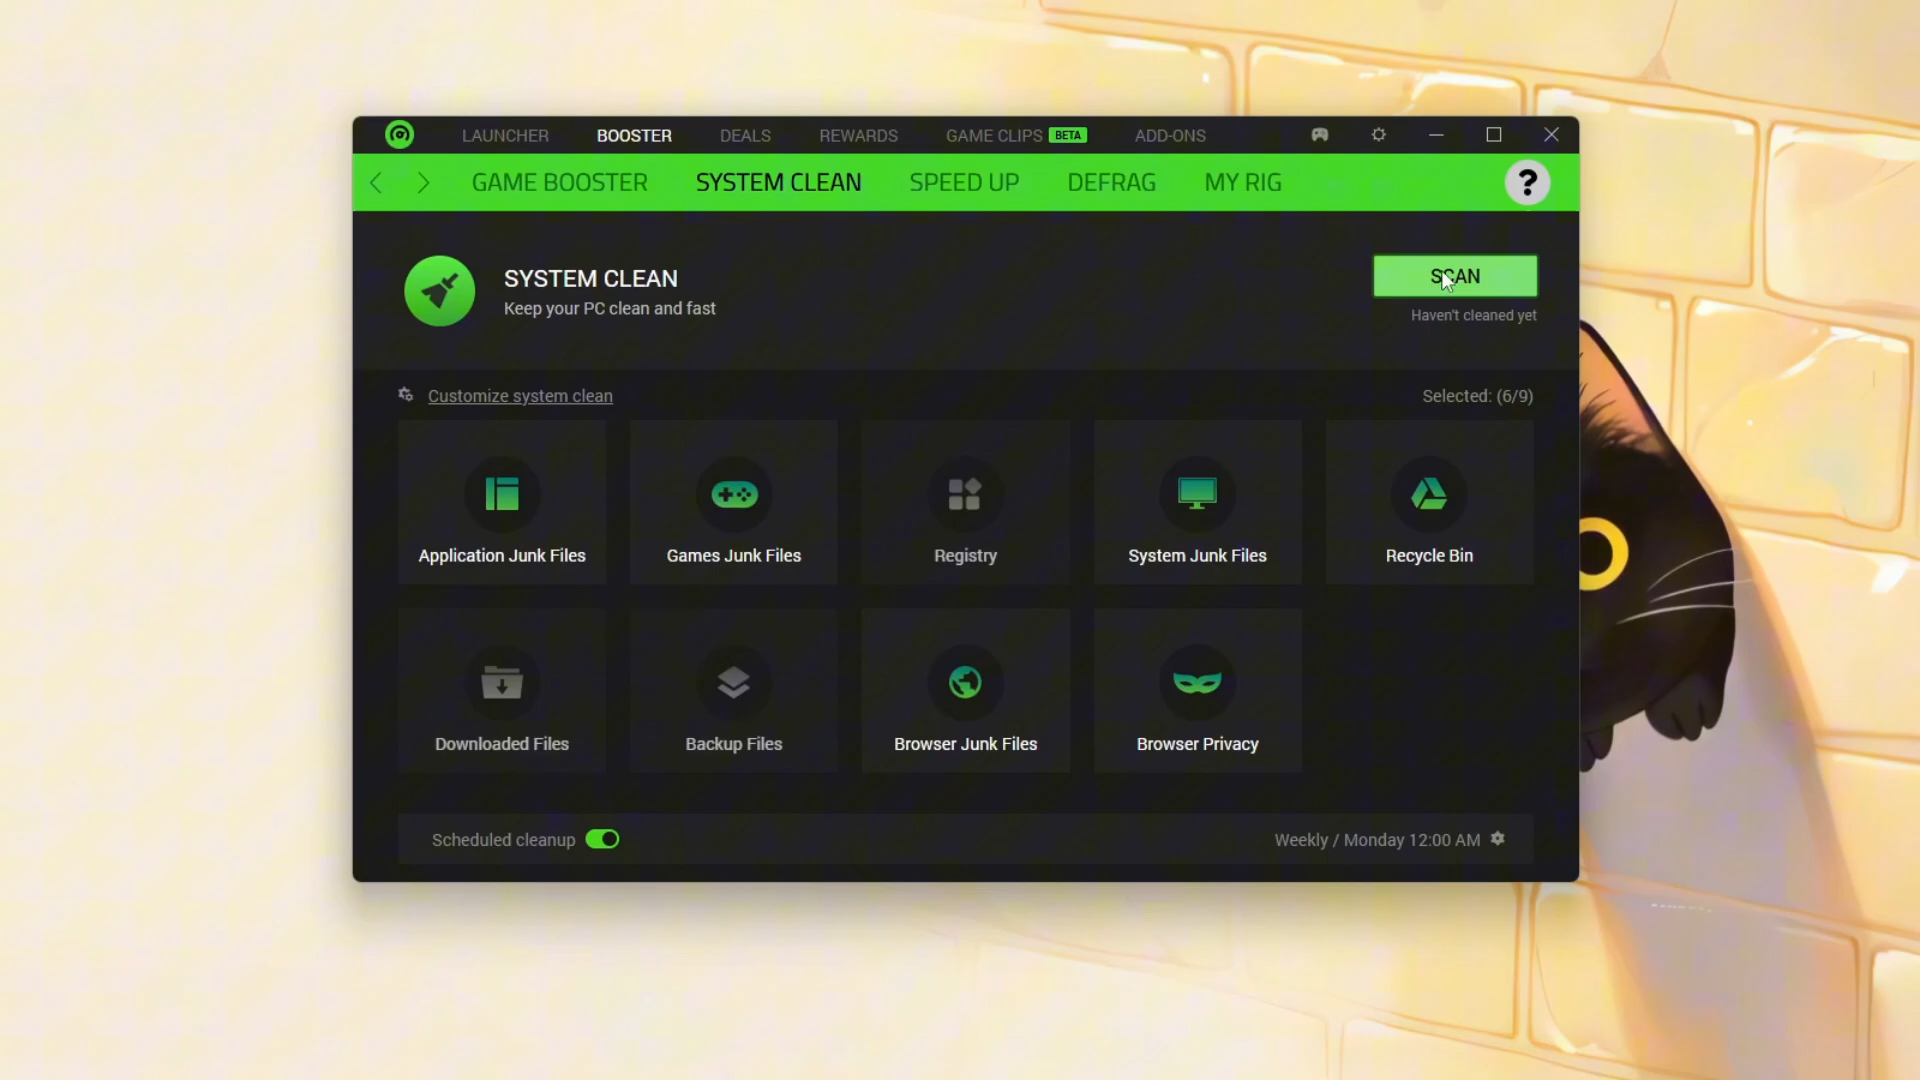 LAUNCHER BOOSTER DEALS REWARDS GAME CLIPS BETA ADD-ONS
GAME BOOSTER SYSTEM CLEAN SPEED UP DEFRAG MY RIG ?
SYSTEM CLEAN
Keep your PC clean and fast
SCAN
Haven't cleaned yet
Customize system clean
Selected: (6/9)
Application Junk Files
Games Junk Files
Registry
System Junk Files
Recycle Bin
Downloaded Files
Backup Files
Browser Junk Files
Browser Privacy
Scheduled cleanup
Weekly / Monday 12:00 AM